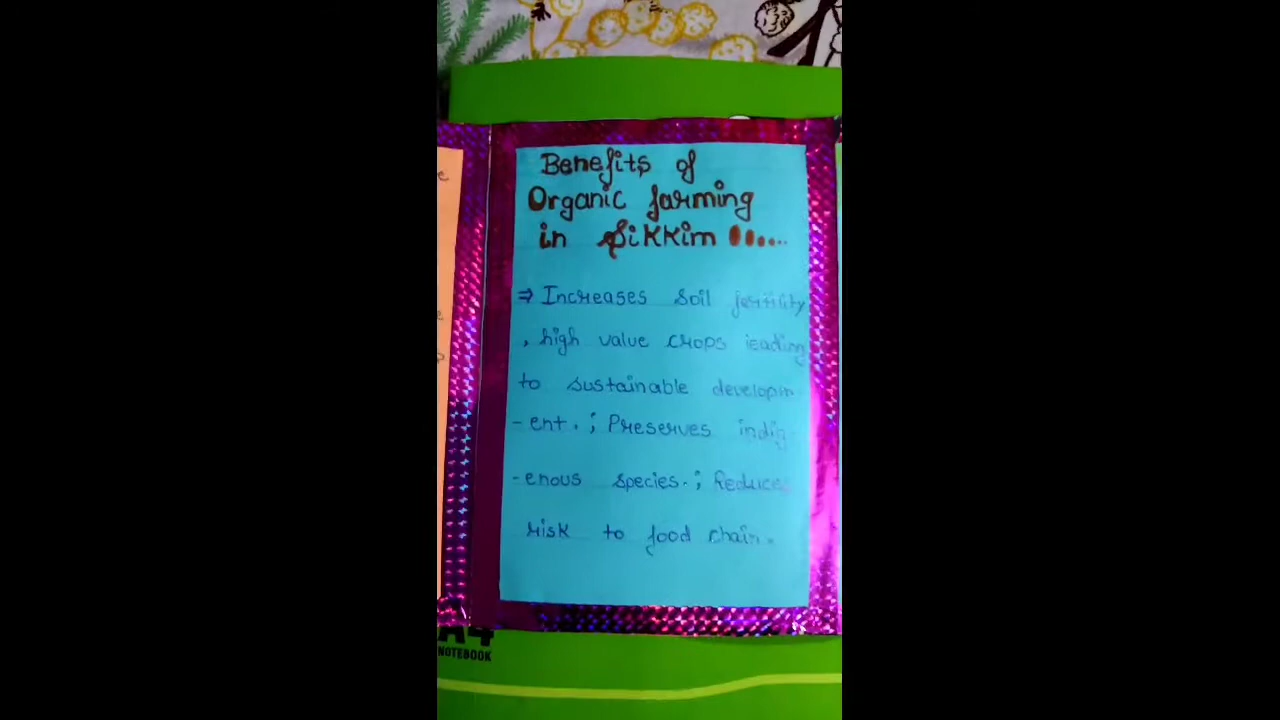 Benefits of
Organic farming
in Sikkim
⇒ Increases soil fertility
, high value crops leading
to sustainable developm
- ent. ; Preserves indig
- enous species. ; Reduces
risk to food chain.
A4
NOTEBOOK